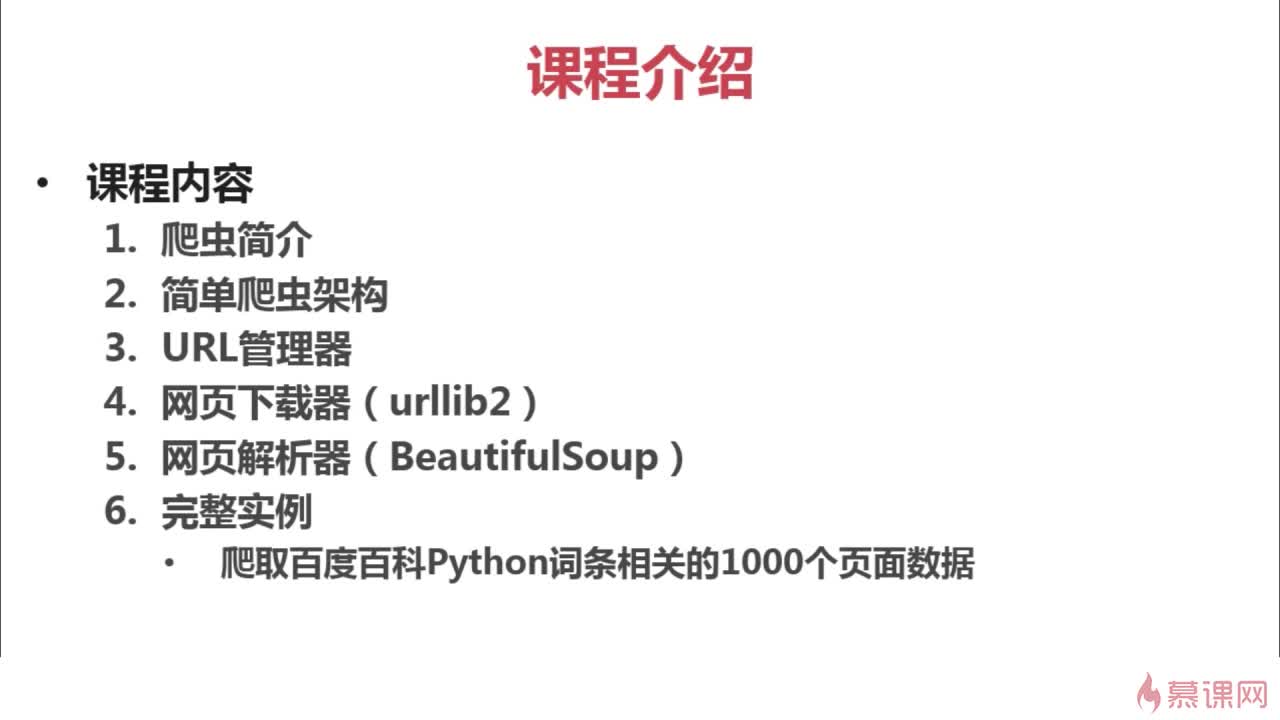 课程介绍
• 课程内容
1. 爬虫简介
2. 简单爬虫架构
3. URL管理器
4. 网页下载器（urllib2）
5. 网页解析器（BeautifulSoup）
6. 完整实例
• 爬取百度百科Python词条相关的1000个页面数据
慕课网